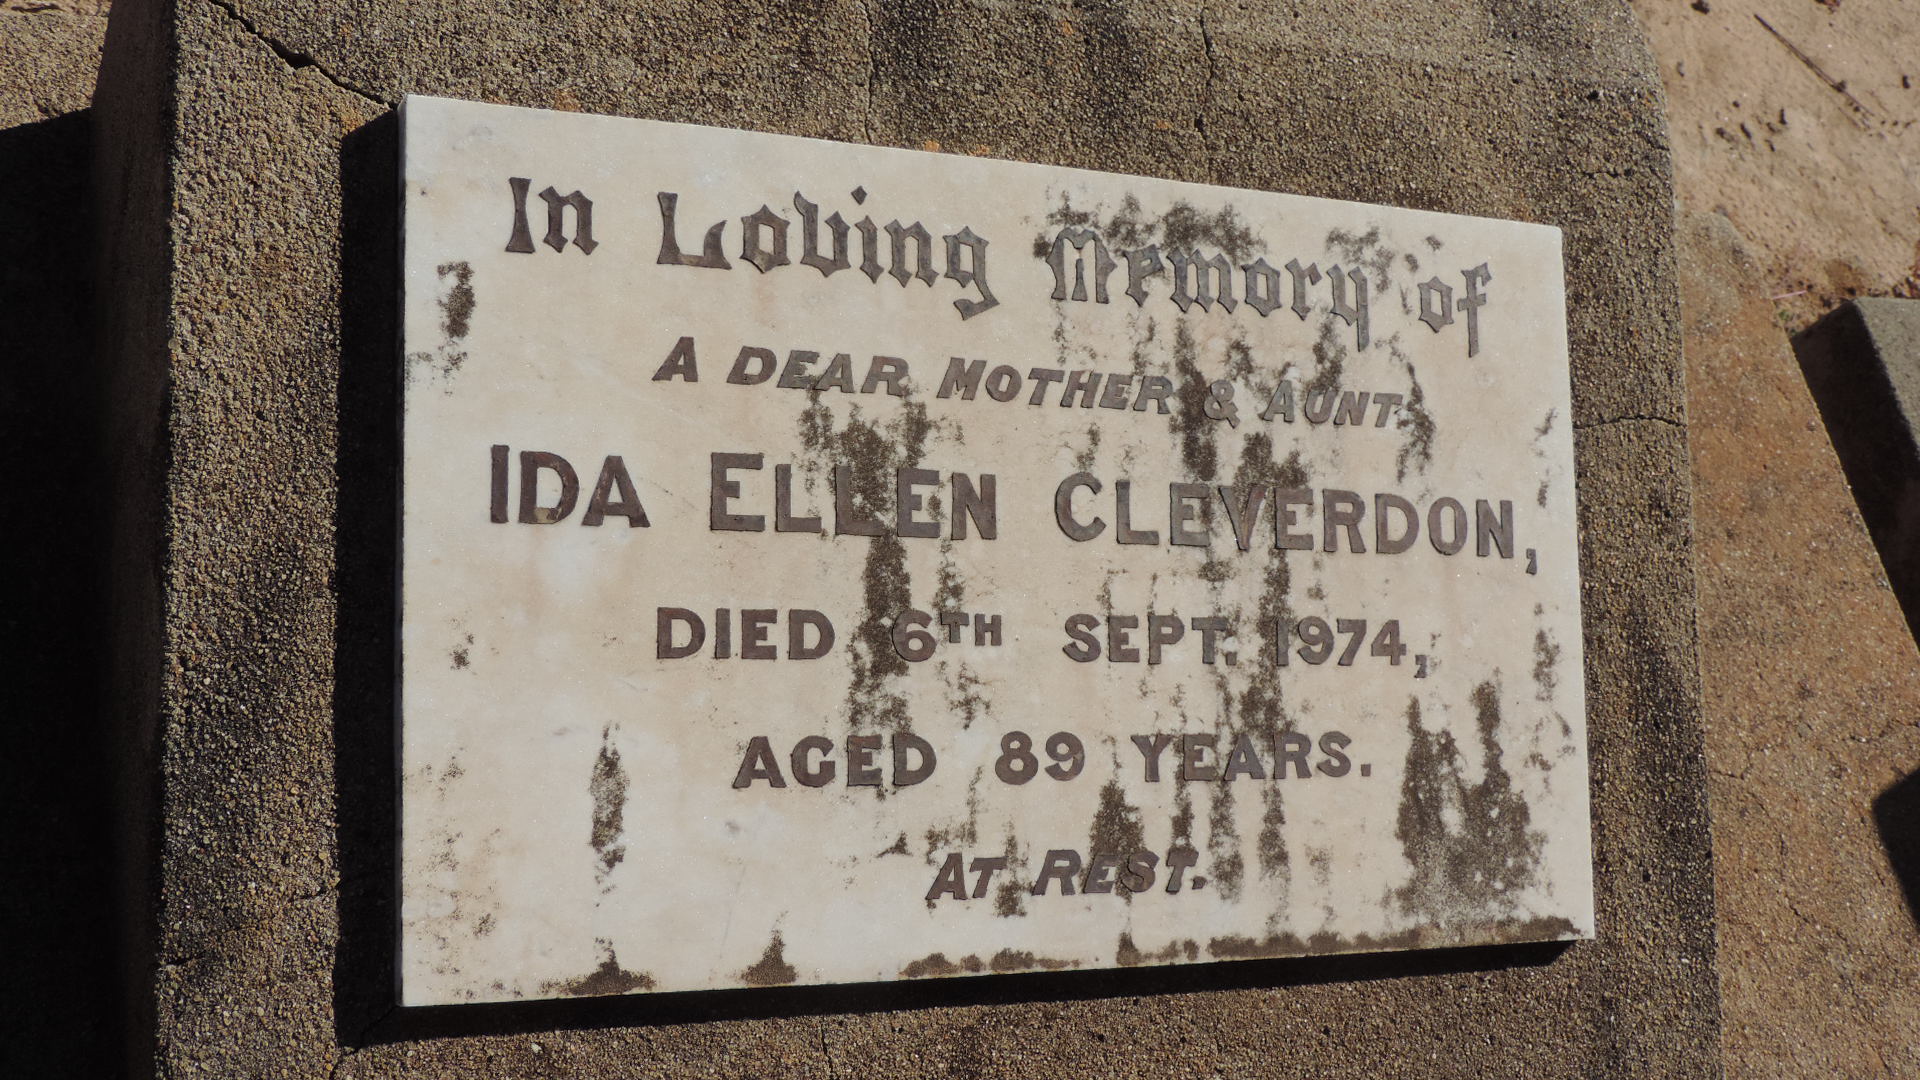 In Loving Memory of
A DEAR MOTHER & AUNT.
IDA ELLEN CLEVERDON,
DIED 6TH SEPT. 1974,
AGED 89 YEARS.
AT REST.